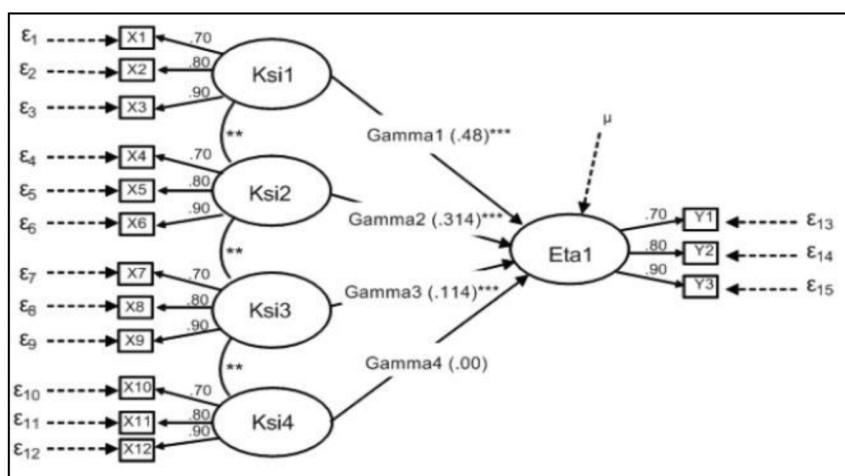 ε1 X1 .70
ε2 X2 .80 Ksi1
ε3 X3 .90
** Gamma1 (.48)*** μ
ε4 X4 .70
ε5 X5 .80 Ksi2
ε6 X6 .90 Gamma2 (.314)*** .70 Y1 ε13
** Eta1 .80 Y2 ε14
ε7 X7 .70 Gamma3 (.114)*** .90 Y3 ε15
ε8 X8 .80 Ksi3
ε9 X9 .90
** Gamma4 (.00)
ε10 X10 .70
ε11 X11 .80 Ksi4
ε12 X12 .90